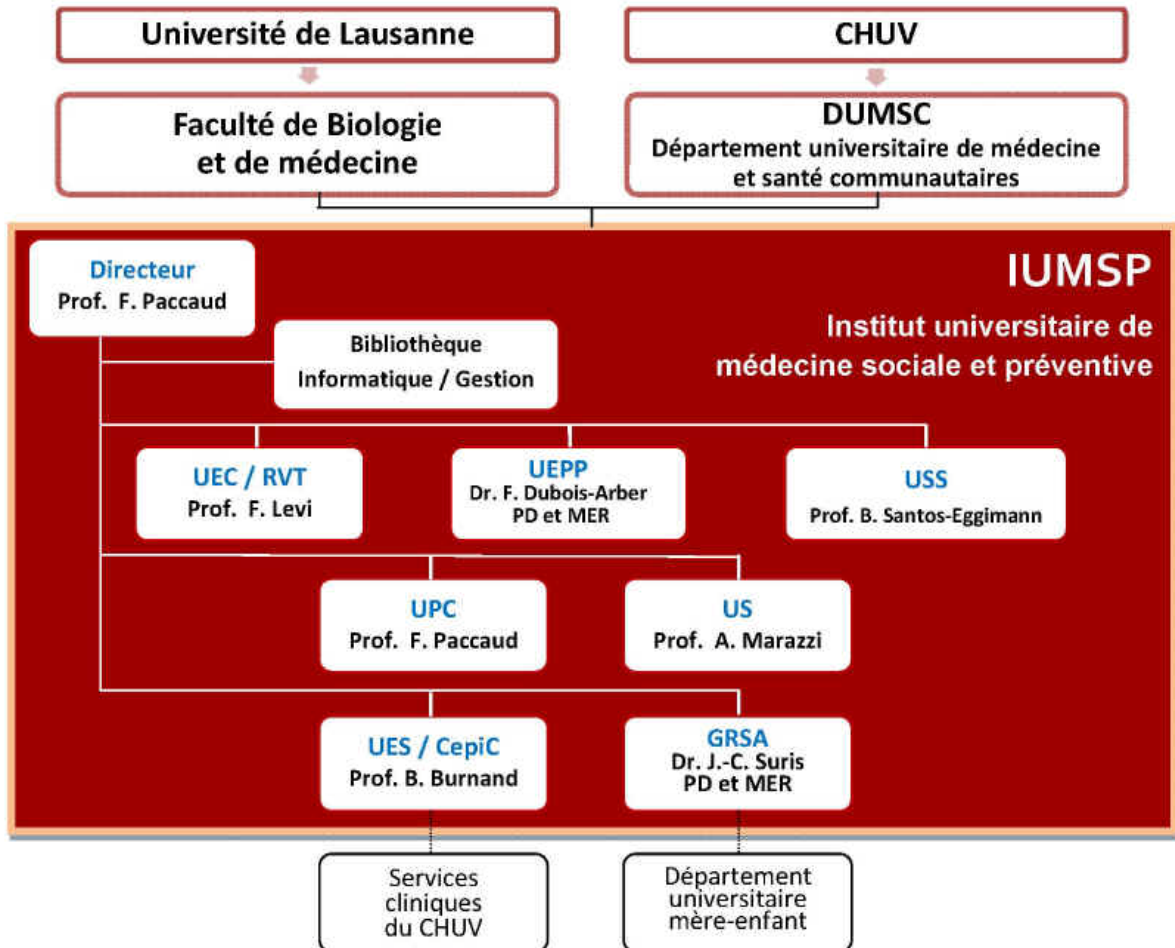 Université de Lausanne
CHUV
Faculté de Biologie
et de médecine
DUMSC
Département universitaire de médecine
et santé communautaires
IUMSP
Institut universitaire de
médecine sociale et préventive
Directeur
Prof. F. Paccaud
Bibliothèque
Informatique / Gestion
UEC / RVT
Prof. F. Levi
UEPP
Dr. F. Dubois-Arber
PD et MER
USS
Prof. B. Santos-Eggimann
UPC
Prof. F. Paccaud
US
Prof. A. Marazzi
UES / CepiC
Prof. B. Burnand
GRSA
Dr. J.-C. Suris
PD et MER
Services
cliniques
du CHUV
Département
universitaire
mère-enfant